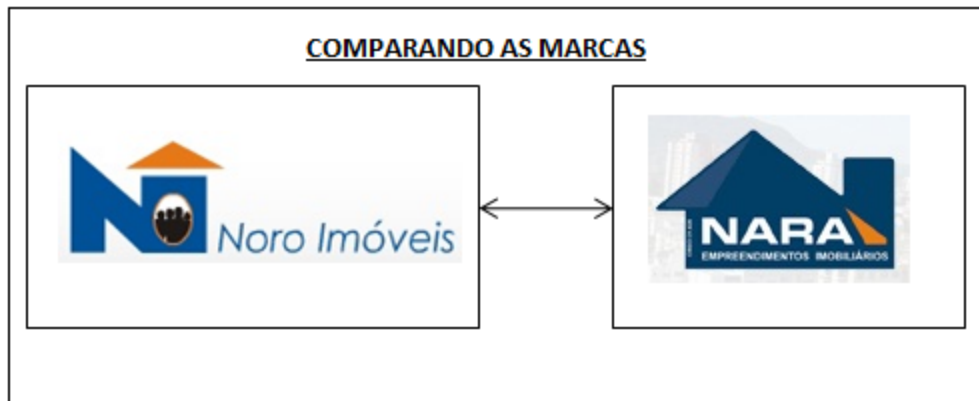 COMPARANDO AS MARCAS
Noro Imóveis
NARA
EMPREENDIMENTOS IMOBILIÁRIOS